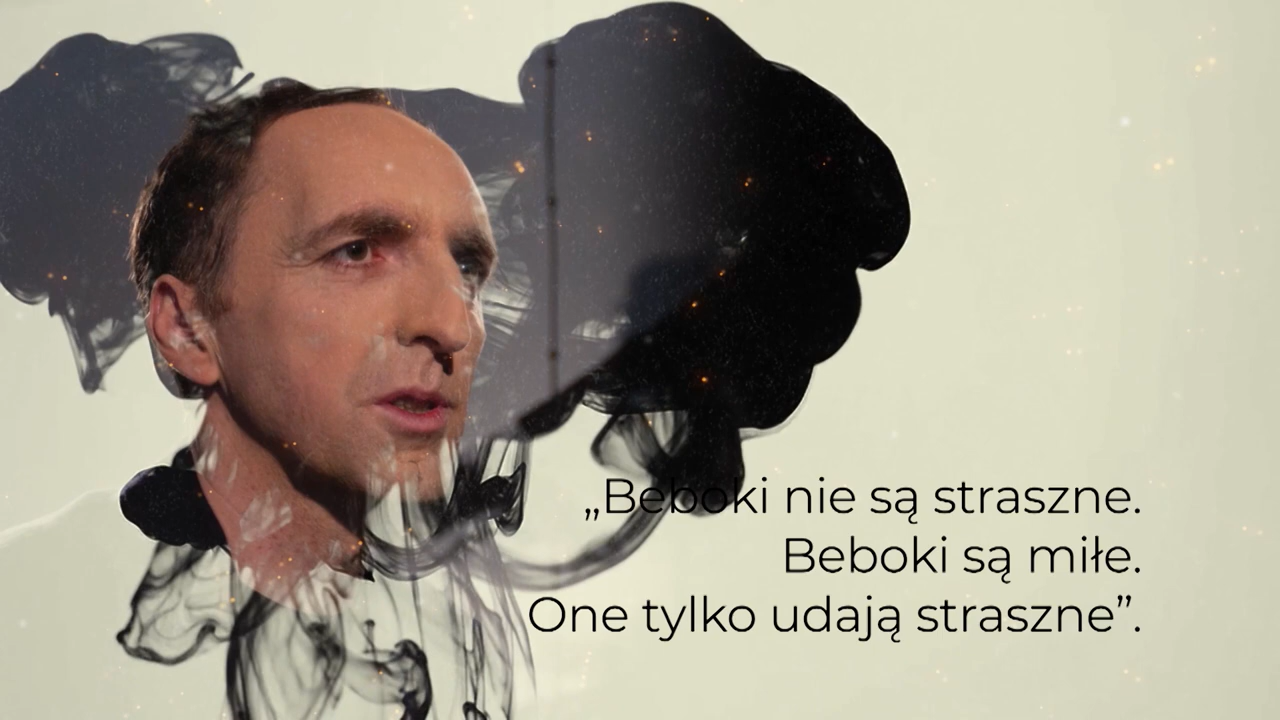 „Beboki nie są straszne.
Beboki są miłe.
One tylko udają straszne”.